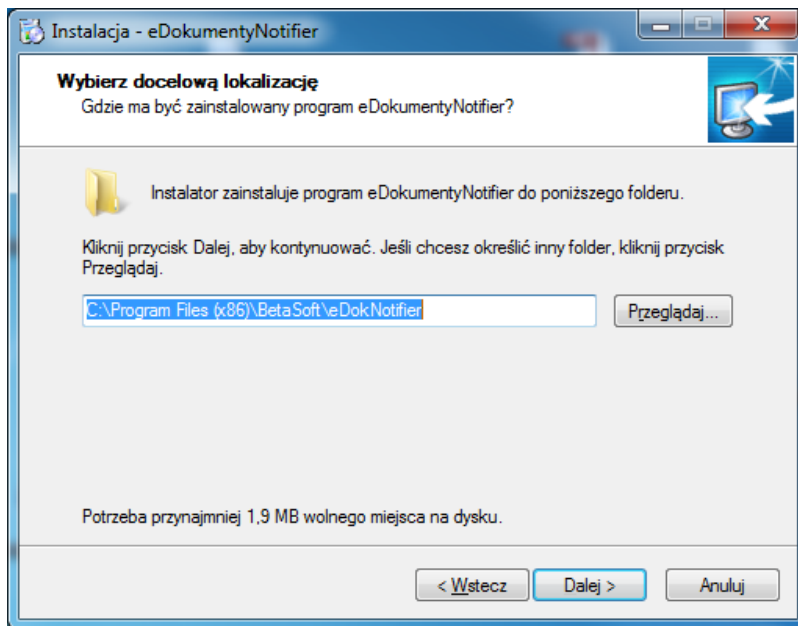 Instalacja - eDokumentyNotifier
Wybierz docelową lokalizację
Gdzie ma być zainstalowany program eDokumentyNotifier?
Instalator zainstaluje program eDokumentyNotifier do poniższego folderu.
Kliknij przycisk Dalej, aby kontynuować. Jeśli chcesz określić inny folder, kliknij przycisk
Przeglądaj.
C:\Program Files (x86)\BetaSoft\eDokNotifier
Przeglądaj...
Potrzeba przynajmniej 1,9 MB wolnego miejsca na dysku.
< Wstecz
Dalej >
Anuluj